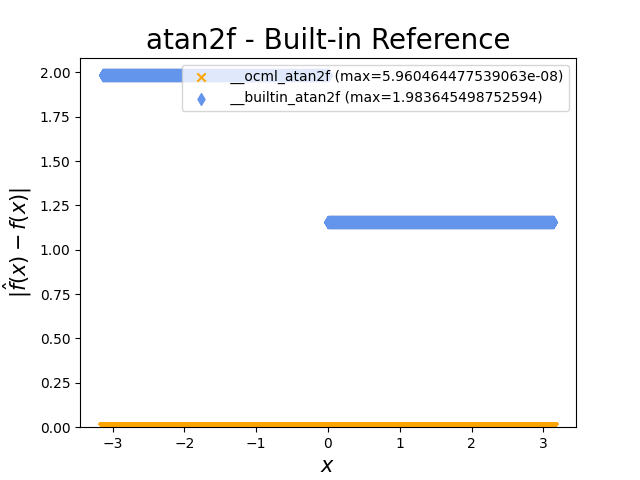 atan2f - Built-in Reference
__ocml_atan2f (max=5.960464477539063e-08)
__builtin_atan2f (max=1.983645498752594)
|f̂(x) − f(x)|
2.00
1.75
1.50
1.25
1.00
0.75
0.50
0.25
0.00
−3 −2 −1 0 1 2 3
x